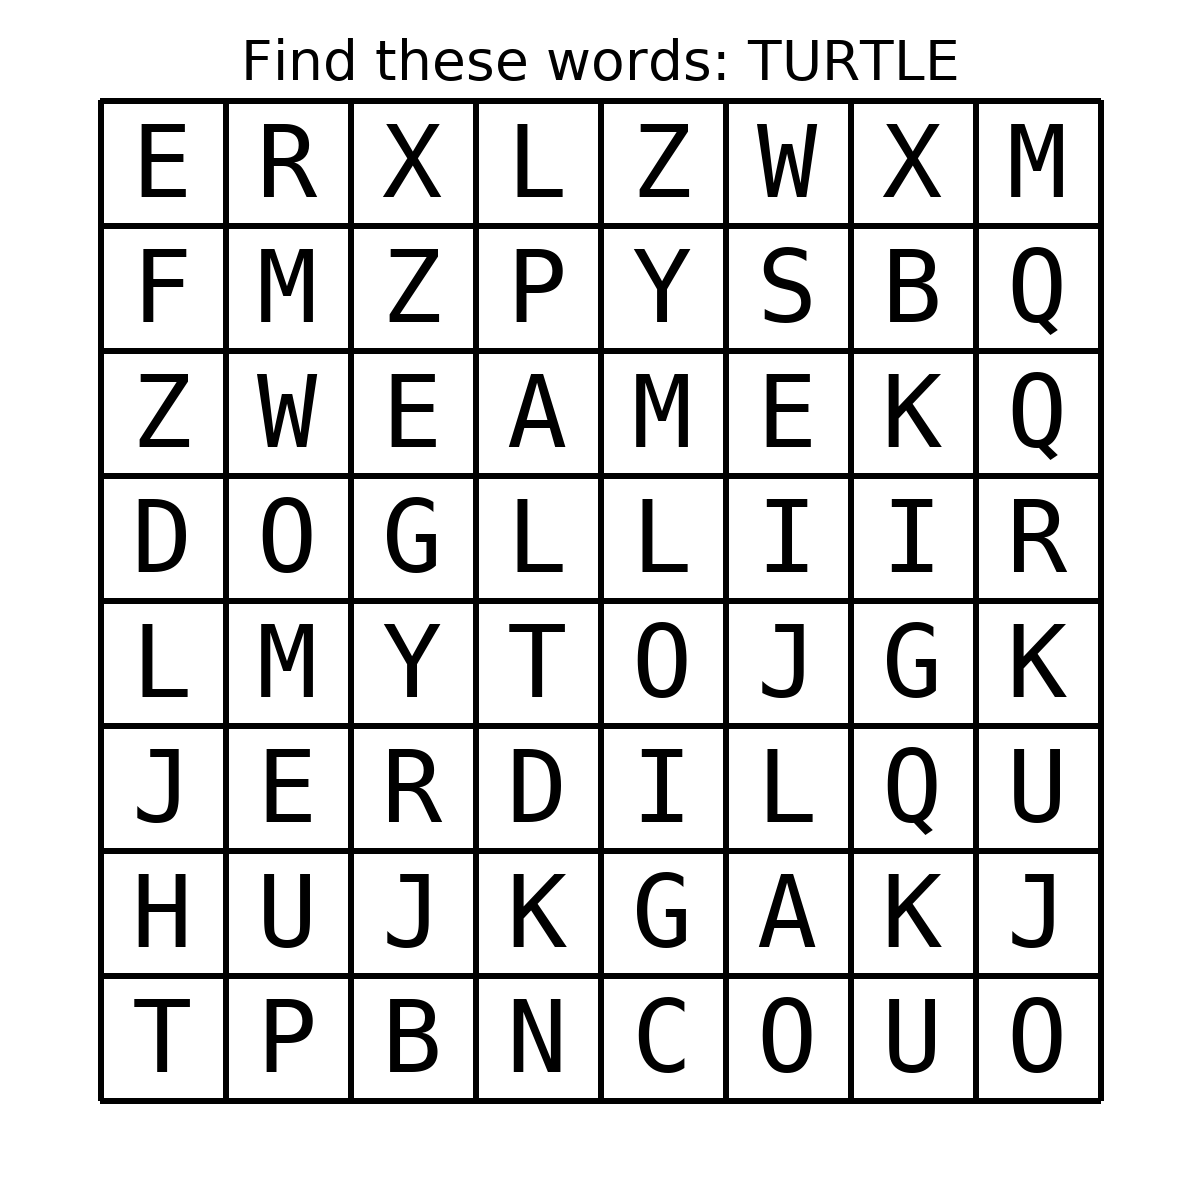 Find these words: TURTLE
E R X L Z W X M
F M Z P Y S B Q
Z W E A M E K Q
D O G L L I I R
L M Y T O J G K
J E R D I L Q U
H U J K G A K J
T P B N C O U O